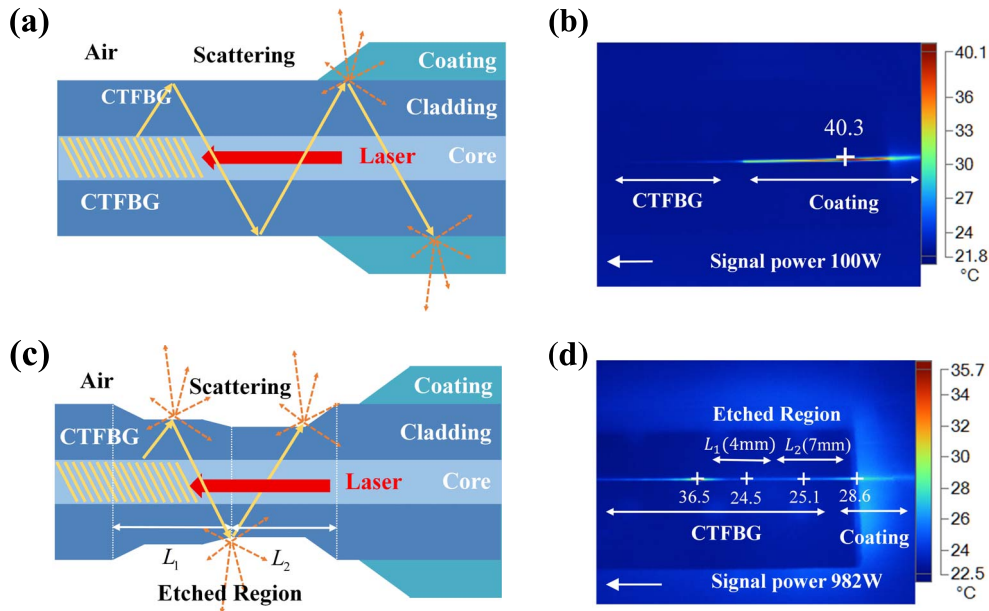 (a)
Air
Scattering
Coating
CTFBG
Cladding
Laser
Core
CTFBG
(b)
40.3
CTFBG
Coating
Signal power 100W
40.1
36
33
30
27
24
21.8
°C
(c)
Air
Scattering
Coating
CTFBG
Cladding
Core
Laser
L₁
L₂
Etched Region
(d)
Etched Region
L₁(4mm)
L₂(7mm)
36.5
24.5
25.1
28.6
CTFBG
Coating
Signal power 982W
35.7
34
32
30
28
26
24
22.5
°C